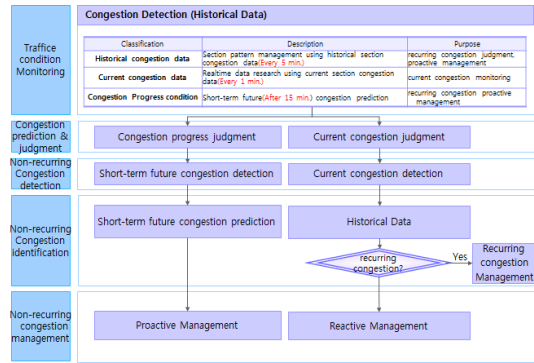 Congestion Detection (Historical Data)
Traffice
condition
Monitoring
Classification Description Purpose
Historical congestion data Section pattern management using historical section
congestion data(Every 5 min.) recurring congestion judgment,
proactive management
Current congestion data Realtime data research using current section congestion
data(Every 1 min.) current congestion monitoring
Congestion Progress condition Short-term future(After 15 min.) congestion prediction recurring congestion proactive
management
Congestion
prediction &
judgment
Congestion progress judgment Current congestion judgment
Non-recurring
Congestion
detection
Short-term future congestion detection Current congestion detection
Non-recurring
Congestion
identification
Short-term future congestion prediction Historical Data
recurring
congestion?
Yes
Recurring
congestion
Management
Non-recurring
congestion
management
Proactive Management Reactive Management